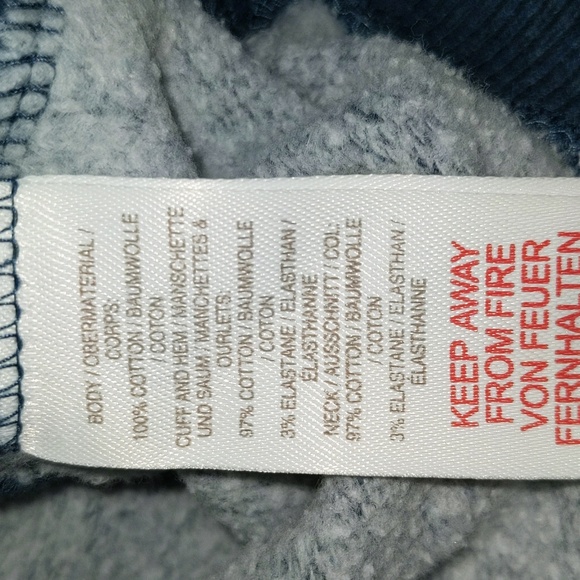 BODY / OBERMATERIAL /
CORPS
100% COTTON / BAUMWOLLE
/ COTON
CUFF AND HEM / MANSCHETTE
UND SAUM / MANCHETTES &
OURLETS
97% COTTON / BAUMWOLLE
/ COTON
3% ELASTANE / ELASTHAN /
ELASTHANNE
NECK / AUSSCHNITT / COL
97% COTTON / BAUMWOLLE
/ COTON
3% ELASTANE / ELASTHAN /
ELASTHANNE
KEEP AWAY
FROM FIRE
VON FEUER
FERNHALTEN